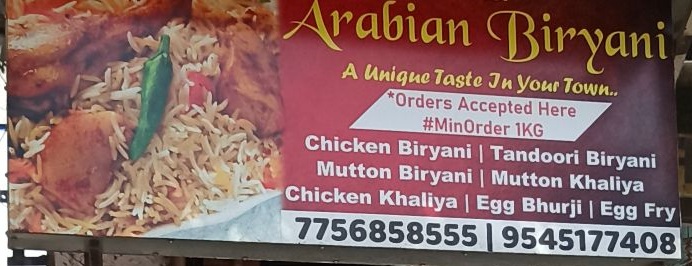 Arabian Biryani
A Unique Taste In Your Town..
*Orders Accepted Here
#MinOrder 1KG
Chicken Biryani | Tandoori Biryani
Mutton Biryani | Mutton Khaliya
Chicken Khaliya | Egg Bhurji | Egg Fry
7756858555 | 9545177408